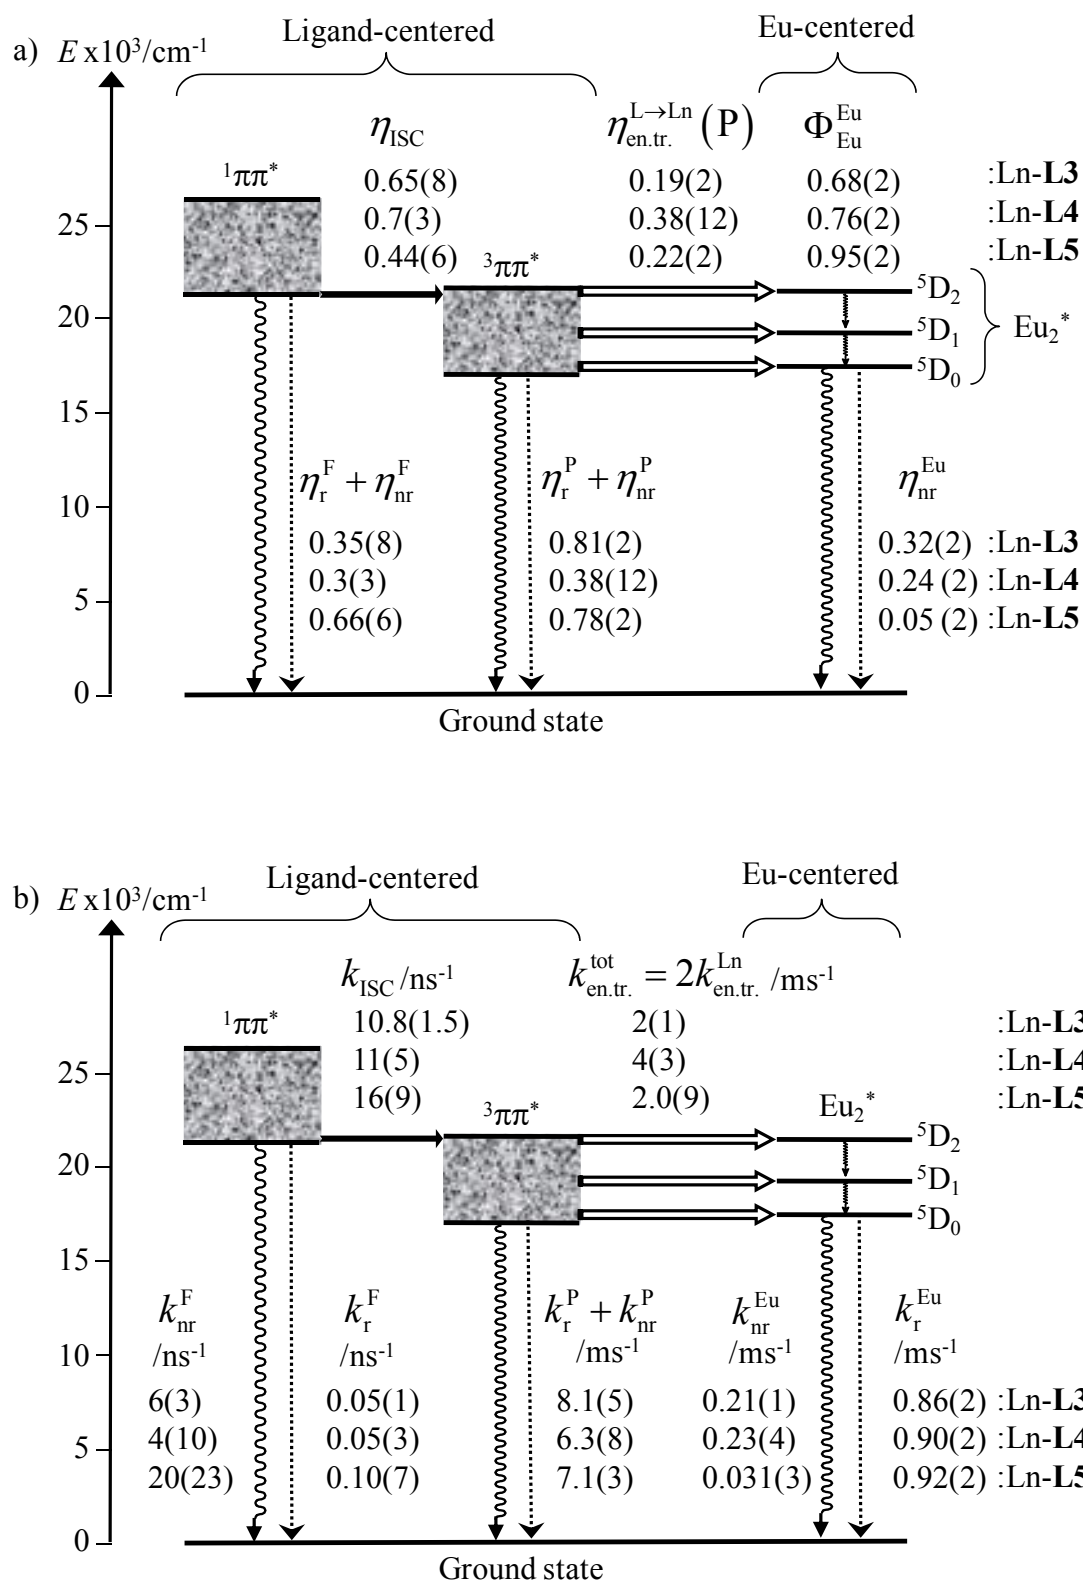 Ligand-centered Eu-centered
a) E x10³/cm⁻¹
η_ISC η_en.tr.^L→Ln (P) Φ_Eu^Eu
¹ππ* 0.65(8) 0.19(2) 0.68(2) :Ln-L3
25 0.7(3) 0.38(12) 0.76(2) :Ln-L4
0.44(6) ³ππ* 0.22(2) 0.95(2) :Ln-L5
⁵D₂
20 ⁵D₁ Eu₂*
⁵D₀
15
10 η_r^F + η_nr^F η_r^P + η_nr^P η_nr^Eu
0.35(8) 0.81(2) 0.32(2) :Ln-L3
0.3(3) 0.38(12) 0.24 (2) :Ln-L4
5 0.66(6) 0.78(2) 0.05 (2) :Ln-L5
0
Ground state
Ligand-centered Eu-centered
b) E x10³/cm⁻¹
k_ISC /ns⁻¹ k_en.tr.^tot = 2k_en.tr.^Ln /ms⁻¹
¹ππ* 10.8(1.5) 2(1) :Ln-L3
25 11(5) 4(3) :Ln-L4
16(9) ³ππ* 2.0(9) Eu₂* :Ln-L5
⁵D₂
20 ⁵D₁
⁵D₀
15
k_nr^F k_r^F k_r^P + k_nr^P k_nr^Eu k_r^Eu
10 /ns⁻¹ /ns⁻¹ /ms⁻¹ /ms⁻¹ /ms⁻¹
6(3) 0.05(1) 8.1(5) 0.21(1) 0.86(2) :Ln-L3
5 4(10) 0.05(3) 6.3(8) 0.23(4) 0.90(2) :Ln-L4
20(23) 0.10(7) 7.1(3) 0.031(3) 0.92(2) :Ln-L5
0
Ground state